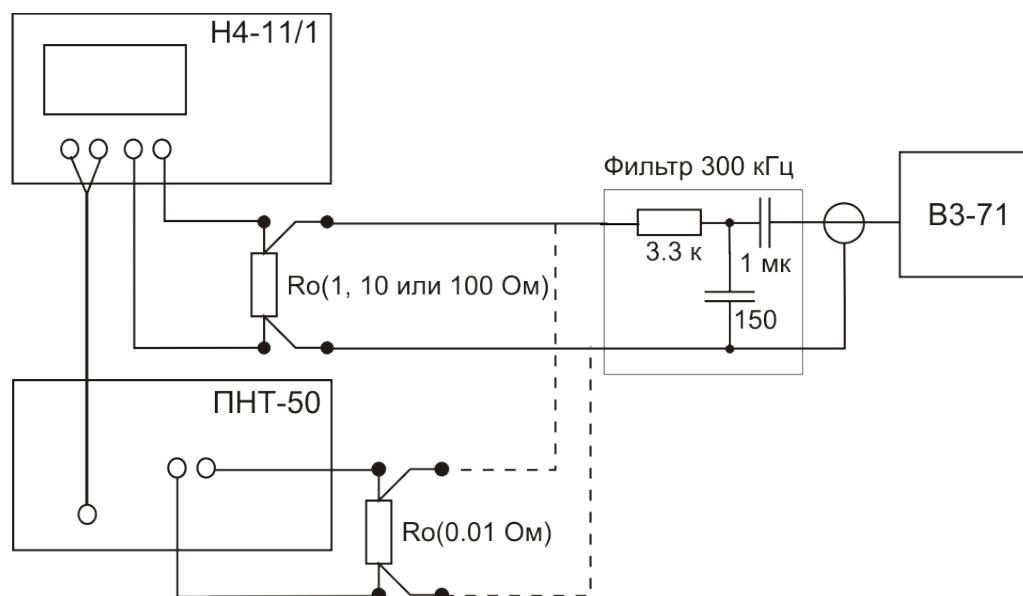 Н4-11/1
Фильтр 300 кГц
В3-71
3.3 к
1 мк
Ro(1, 10 или 100 Ом)
150
ПНТ-50
Ro(0.01 Ом)